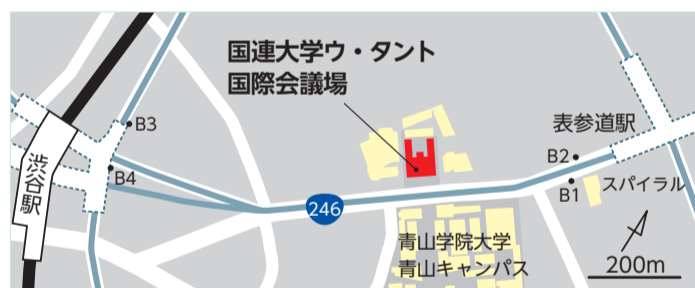 国連大学ウ・タント
国際会議場
B3
表参道駅
B2
B4
渋谷駅
B1
スパイラル
246
青山学院大学
青山キャンパス
200m